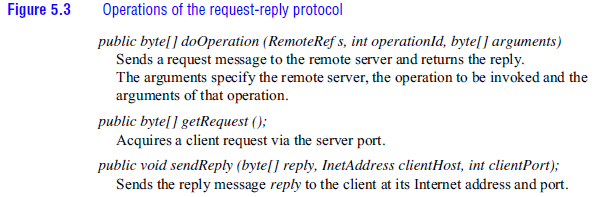 Figure 5.3 Operations of the request-reply protocol
public byte[] doOperation (RemoteRef s, int operationId, byte[] arguments)
Sends a request message to the remote server and returns the reply.
The arguments specify the remote server, the operation to be invoked and the
arguments of that operation.
public byte[] getRequest ();
Acquires a client request via the server port.
public void sendReply (byte[] reply, InetAddress clientHost, int clientPort);
Sends the reply message reply to the client at its Internet address and port.